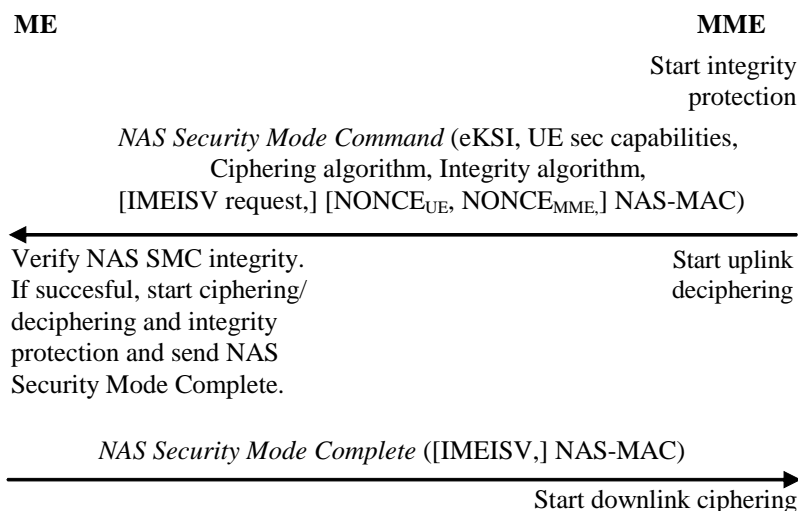 ME MME
Start integrity
protection
NAS Security Mode Command (eKSI, UE sec capabilities,
Ciphering algorithm, Integrity algorithm,
[IMEISV request,] [NONCEUE, NONCEMME,] NAS-MAC)
Verify NAS SMC integrity.
If succesful, start ciphering/
deciphering and integrity
protection and send NAS
Security Mode Complete.
Start uplink
deciphering
NAS Security Mode Complete ([IMEISV,] NAS-MAC)
Start downlink ciphering